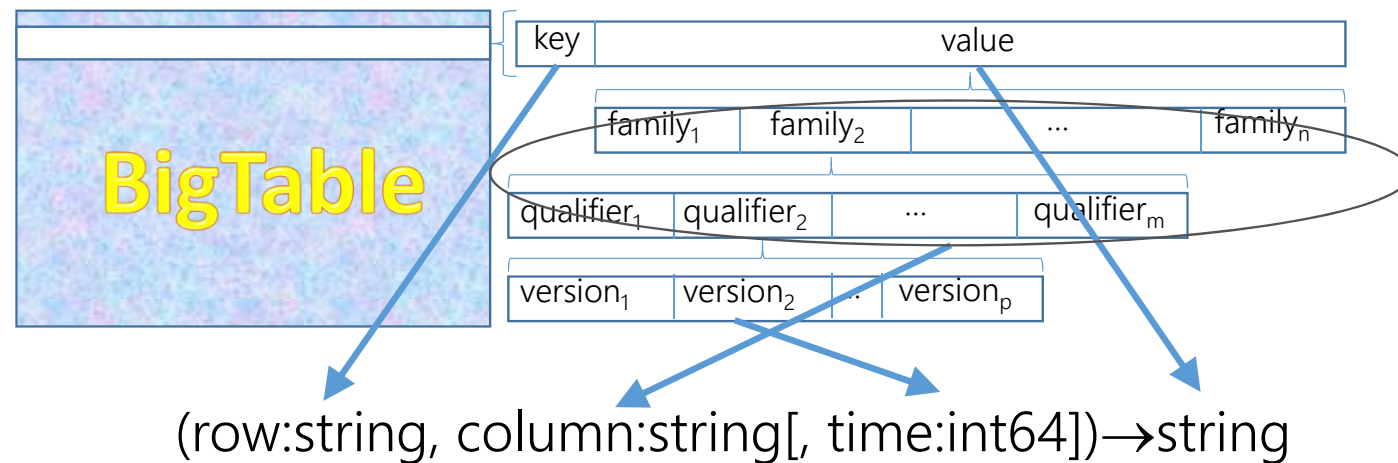 key value
family₁ family₂ ... familyₙ
BigTable
qualifier₁ qualifier₂ ... qualifierₘ
version₁ version₂ ... versionₚ
(row:string, column:string[, time:int64])→string